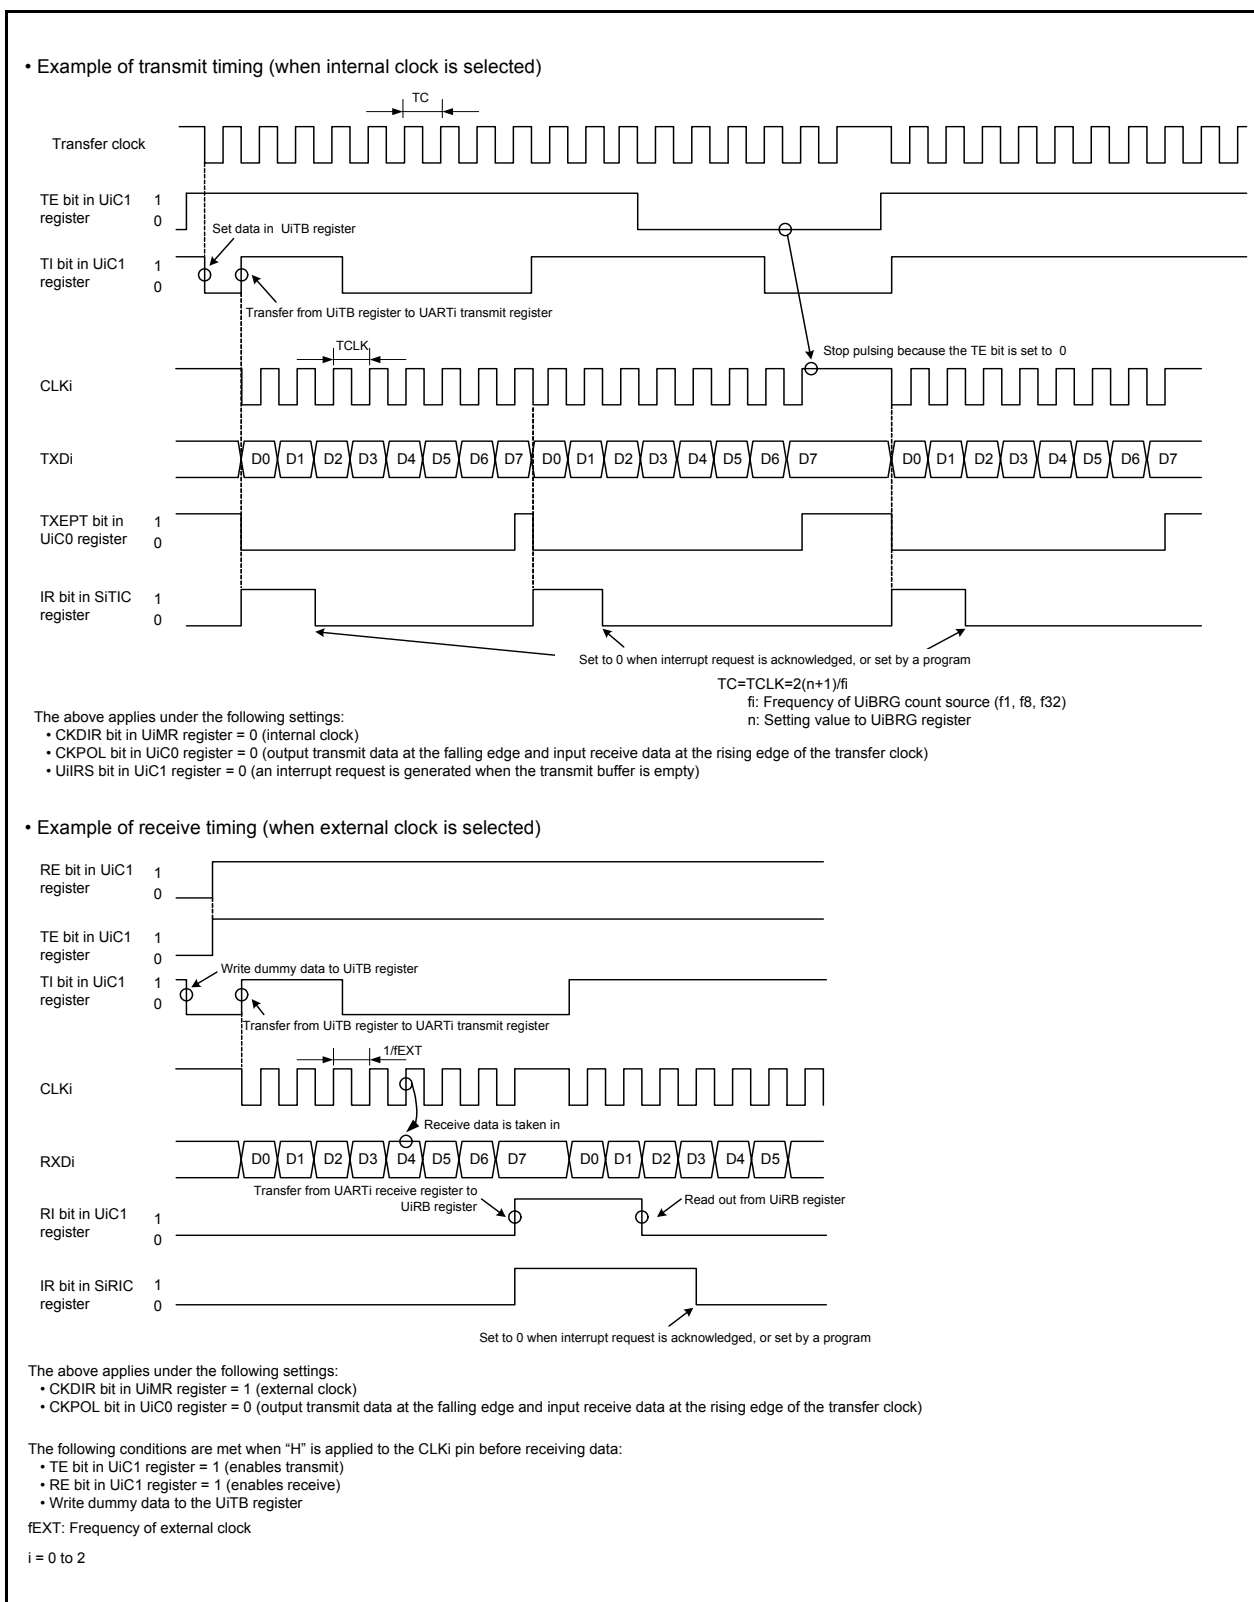 • Example of transmit timing (when internal clock is selected)
TC
Transfer clock
TE bit in UiC1 register 1 0
Set data in UiTB register
TI bit in UiC1 register 1 0
Transfer from UiTB register to UARTi transmit register
TCLK
Stop pulsing because the TE bit is set to 0
CLKi
TXDi D0 D1 D2 D3 D4 D5 D6 D7 D0 D1 D2 D3 D4 D5 D6 D7 D0 D1 D2 D3 D4 D5 D6 D7
TXEPT bit in UiC0 register 1 0
IR bit in SiTIC register 1 0
Set to 0 when interrupt request is acknowledged, or set by a program
TC=TCLK=2(n+1)/fi
fi: Frequency of UiBRG count source (f1, f8, f32)
n: Setting value to UiBRG register
The above applies under the following settings:
• CKDIR bit in UiMR register = 0 (internal clock)
• CKPOL bit in UiC0 register = 0 (output transmit data at the falling edge and input receive data at the rising edge of the transfer clock)
• UiIRS bit in UiC1 register = 0 (an interrupt request is generated when the transmit buffer is empty)
• Example of receive timing (when external clock is selected)
RE bit in UiC1 register 1 0
TE bit in UiC1 register 1 0
Write dummy data to UiTB register
TI bit in UiC1 register 1 0
Transfer from UiTB register to UARTi transmit register
1/fEXT
CLKi
Receive data is taken in
RXDi D0 D1 D2 D3 D4 D5 D6 D7 D0 D1 D2 D3 D4 D5
Transfer from UARTi receive register to
UiRB register
Read out from UiRB register
RI bit in UiC1 register 1 0
IR bit in SiRIC register 1 0
Set to 0 when interrupt request is acknowledged, or set by a program
The above applies under the following settings:
• CKDIR bit in UiMR register = 1 (external clock)
• CKPOL bit in UiC0 register = 0 (output transmit data at the falling edge and input receive data at the rising edge of the transfer clock)
The following conditions are met when “H” is applied to the CLKi pin before receiving data:
• TE bit in UiC1 register = 1 (enables transmit)
• RE bit in UiC1 register = 1 (enables receive)
• Write dummy data to the UiTB register
fEXT: Frequency of external clock
i = 0 to 2